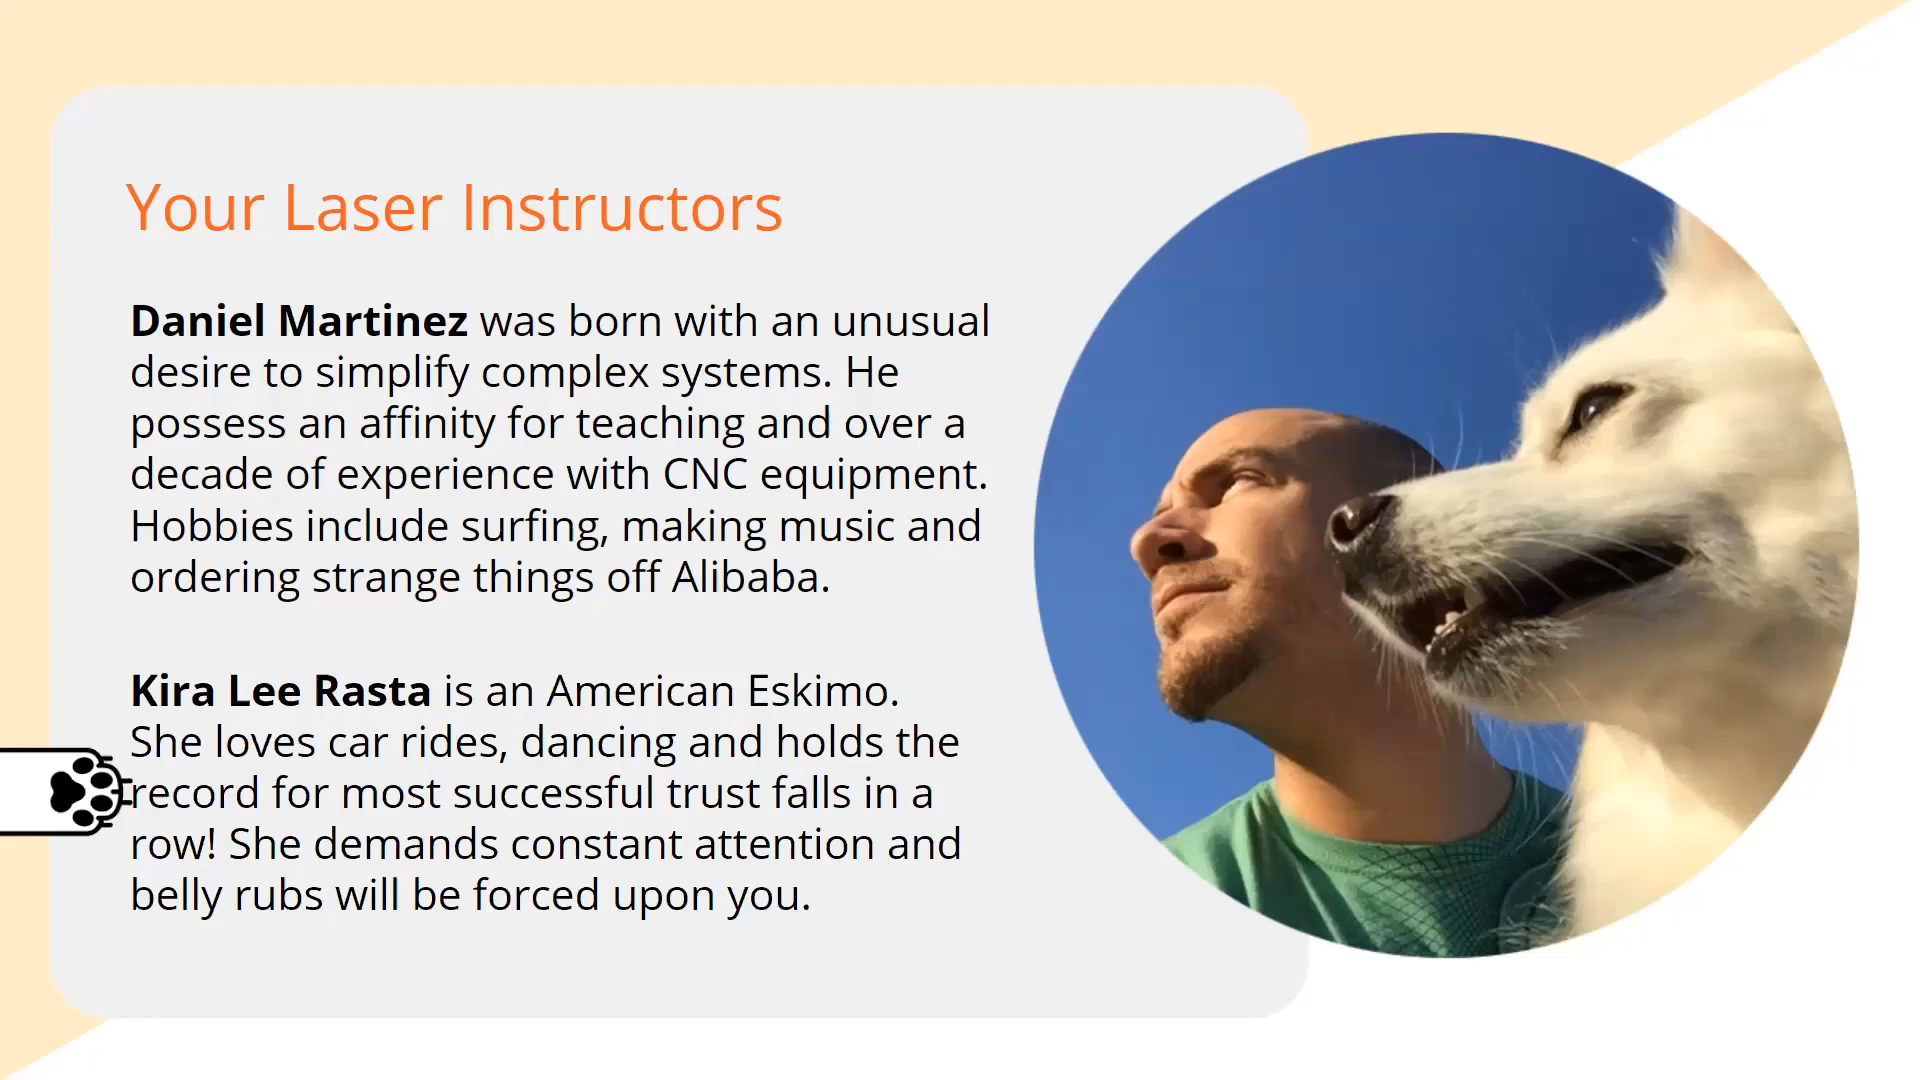 Your Laser Instructors
Daniel Martinez was born with an unusual
desire to simplify complex systems. He
possess an affinity for teaching and over a
decade of experience with CNC equipment.
Hobbies include surfing, making music and
ordering strange things off Alibaba.
Kira Lee Rasta is an American Eskimo.
She loves car rides, dancing and holds the
record for most successful trust falls in a
row! She demands constant attention and
belly rubs will be forced upon you.